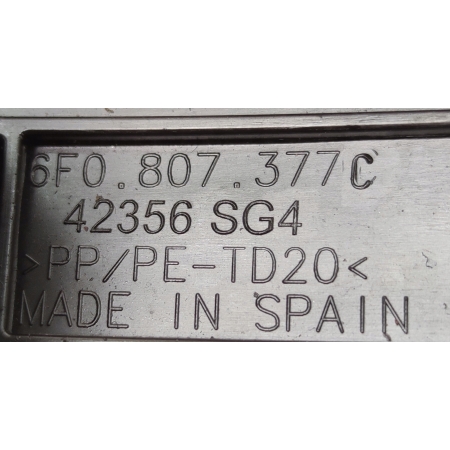 6F0.807.377C
42356 SG4
>PP/PE-TD20<
MADE IN SPAIN